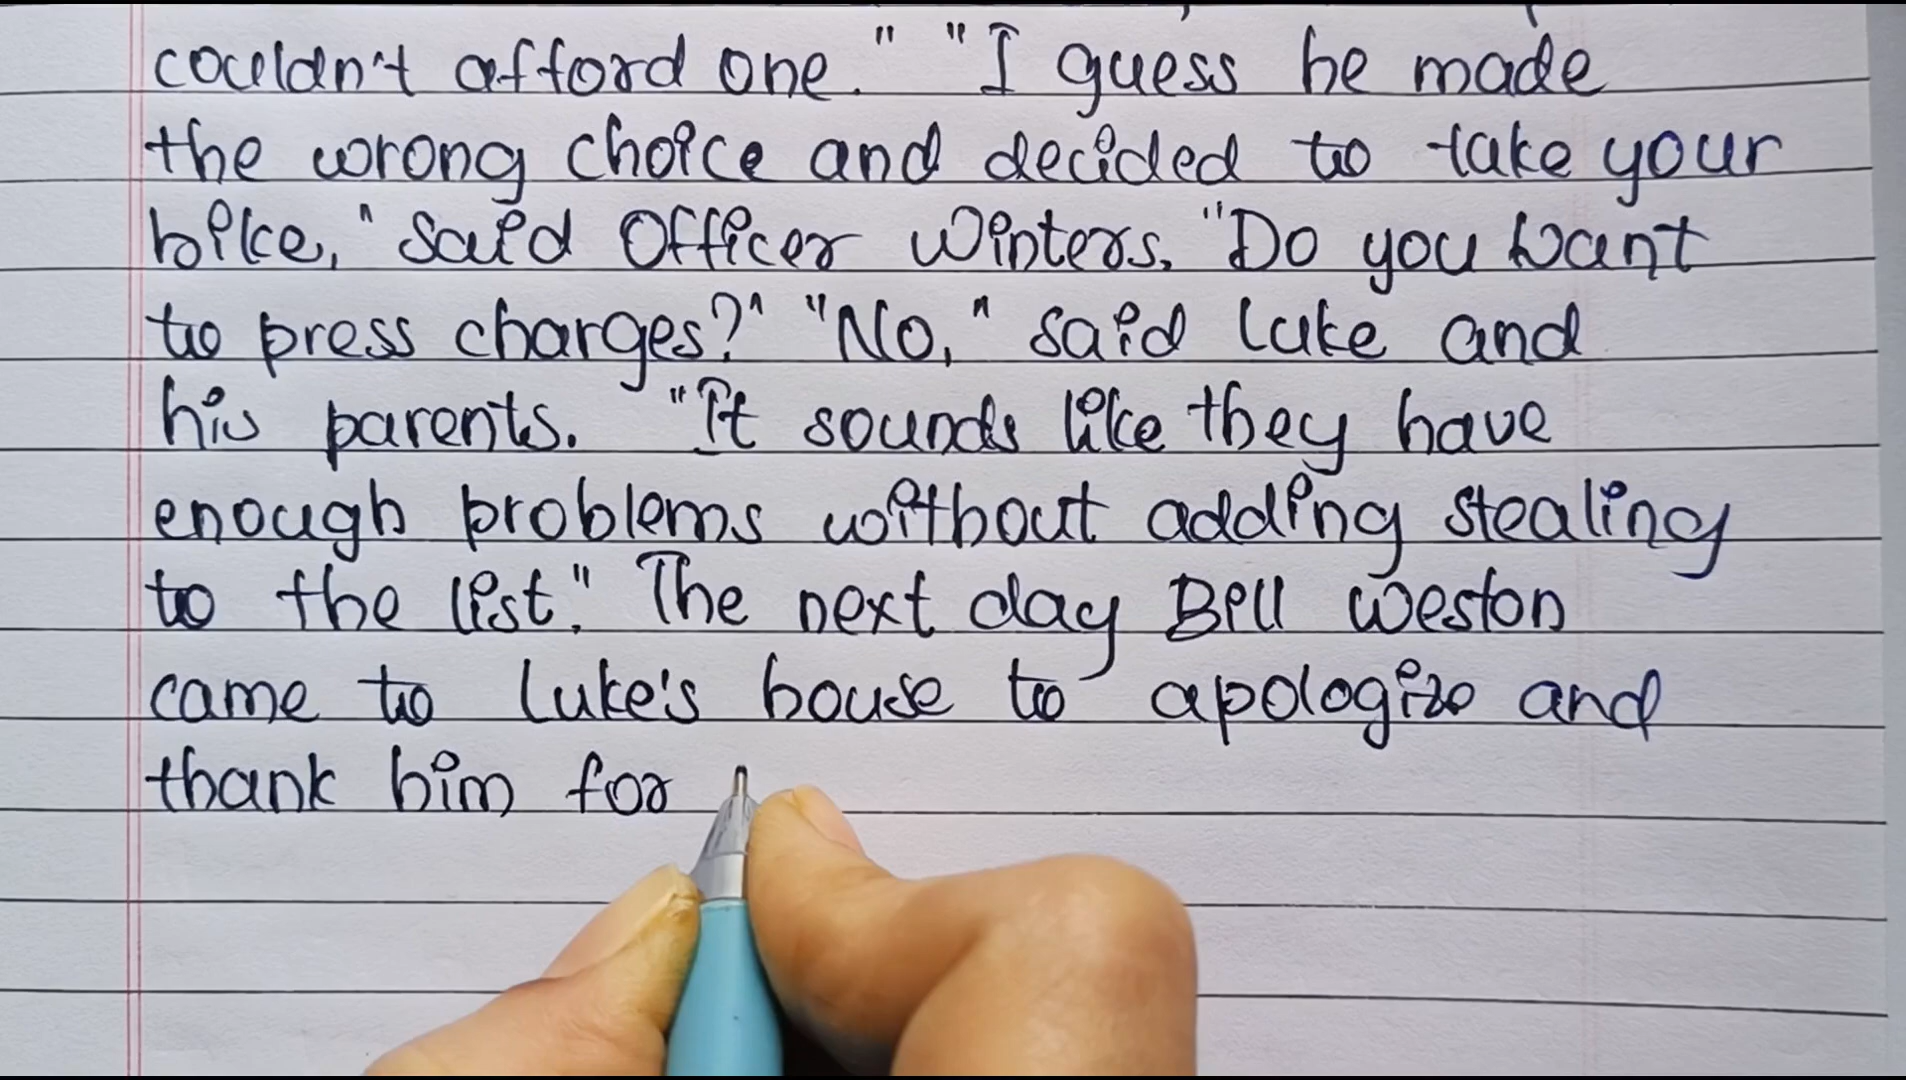 couldn't afford one." "I guess he made
the wrong choice and decided to take your
bike," said Officer Winters. "Do you want
to press charges?" "No," said Luke and
his parents. "It sounds like they have
enough problems without adding stealing
to the list." The next day Bill Weston
came to Luke's house to apologize and
thank him for